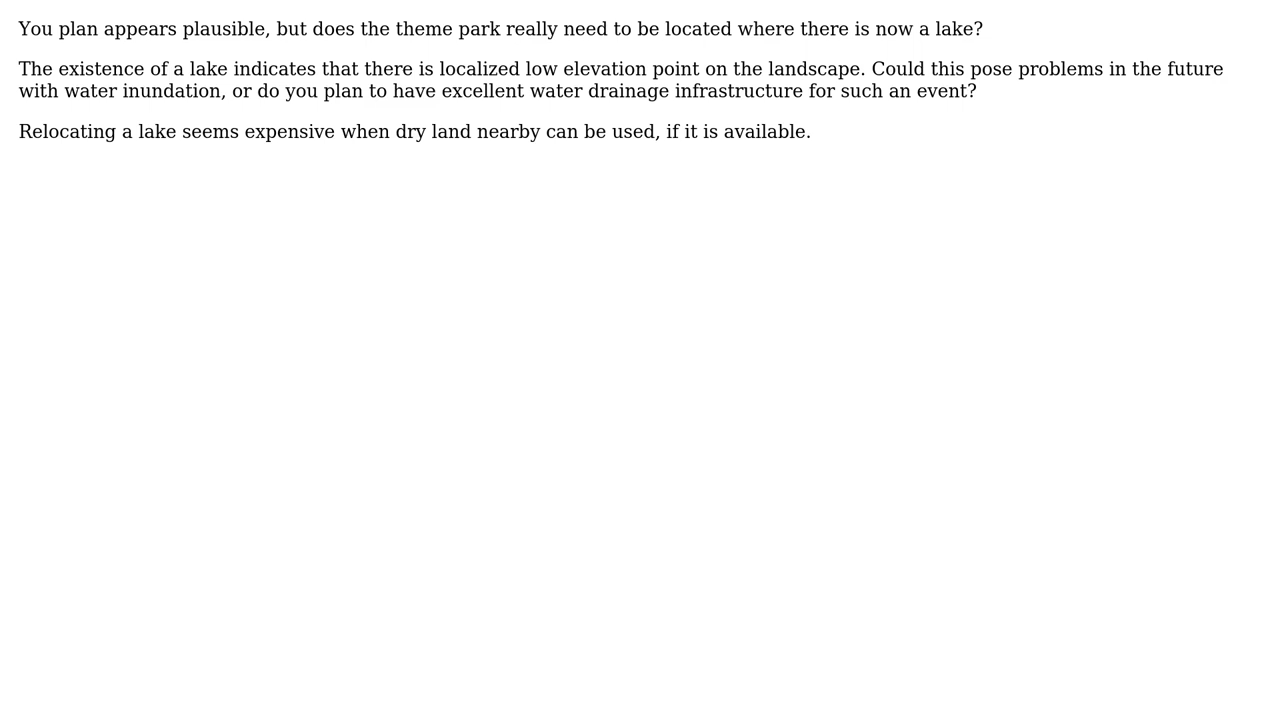 You plan appears plausible, but does the theme park really need to be located where there is now a lake?
The existence of a lake indicates that there is localized low elevation point on the landscape. Could this pose problems in the future
with water inundation, or do you plan to have excellent water drainage infrastructure for such an event?
Relocating a lake seems expensive when dry land nearby can be used, if it is available.